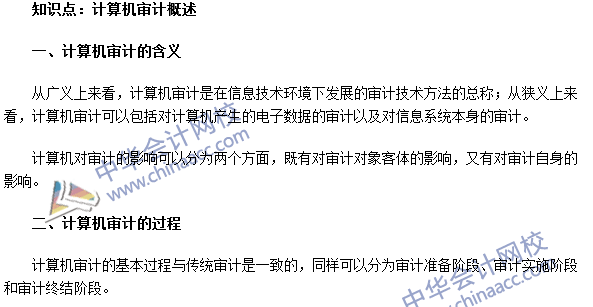 知识点：计算机审计概述
一、计算机审计的含义
从广义上来看，计算机审计是在信息技术环境下发展的审计技术方法的总称；从狭义上来
看，计算机审计可以包括对计算机产生的电子数据的审计以及对信息系统本身的审计。
计算机对审计的影响可以分为两个方面，既有对审计对象客体的影响，又有对审计自身的
影响。
中华会计网校
www.chinaacc.com
二、计算机审计的过程
计算机审计的基本过程与传统审计是一致的，同样可以分为审计准备阶段、审计实施阶段
和审计终结阶段。
中华会计网校
www.chinaacc.com